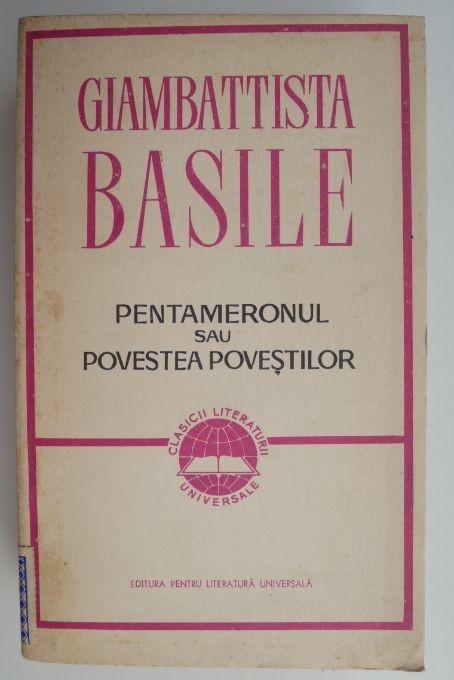 GIAMBATTISTA
BASILE
PENTAMERONUL
SAU
POVESTEA POVEȘTILOR
CLASICII LITERATURII
UNIVERSALE
EDITURA PENTRU LITERATURĂ UNIVERSALĂ